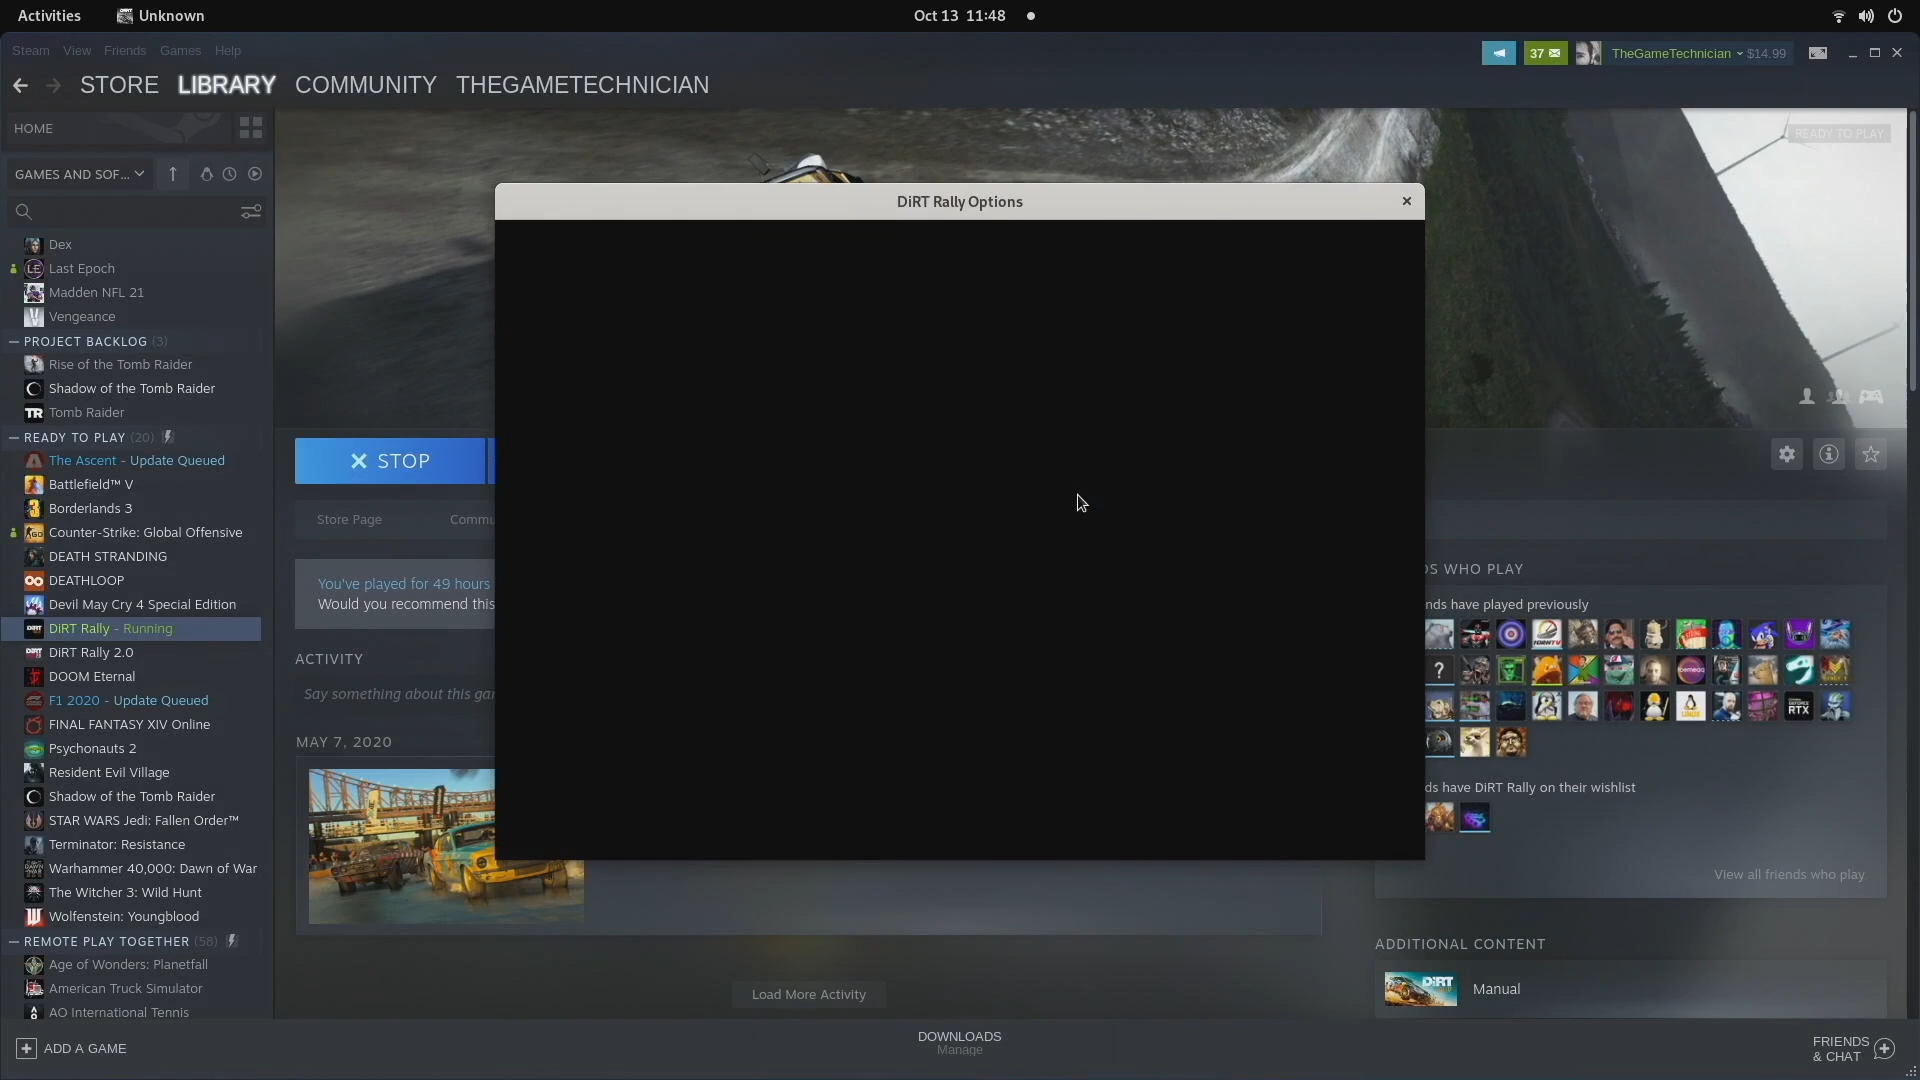 Activities
Unknown
Oct 13 11:48
Steam View Friends Games Help
37
TheGameTechnician
$14.99
STORE LIBRARY COMMUNITY THEGAMETECHNICIAN
HOME
READY TO PLAY
GAMES AND SOF...
DiRT Rally Options
Dex
Last Epoch
Madden NFL 21
Vengeance
PROJECT BACKLOG (3)
Rise of the Tomb Raider
Shadow of the Tomb Raider
Tomb Raider
READY TO PLAY (20)
The Ascent - Update Queued
Battlefield™ V
Borderlands 3
Counter-Strike: Global Offensive
DEATH STRANDING
DEATHLOOP
Devil May Cry 4 Special Edition
DiRT Rally - Running
DiRT Rally 2.0
DOOM Eternal
F1 2020 - Update Queued
FINAL FANTASY XIV Online
Psychonauts 2
Resident Evil Village
Shadow of the Tomb Raider
STAR WARS Jedi: Fallen Order™
Terminator: Resistance
Warhammer 40,000: Dawn of War
The Witcher 3: Wild Hunt
Wolfenstein: Youngblood
REMOTE PLAY TOGETHER (58)
Age of Wonders: Planetfall
American Truck Simulator
AO International Tennis
STOP
Store Page
Commu
You've played for 49 hours
Would you recommend this
ACTIVITY
Say something about this gar
MAY 7, 2020
Load More Activity
DS WHO PLAY
nds have played previously
ds have DiRT Rally on their wishlist
View all friends who play
ADDITIONAL CONTENT
DiRT
Manual
ADD A GAME
DOWNLOADS
Manage
FRIENDS
& CHAT